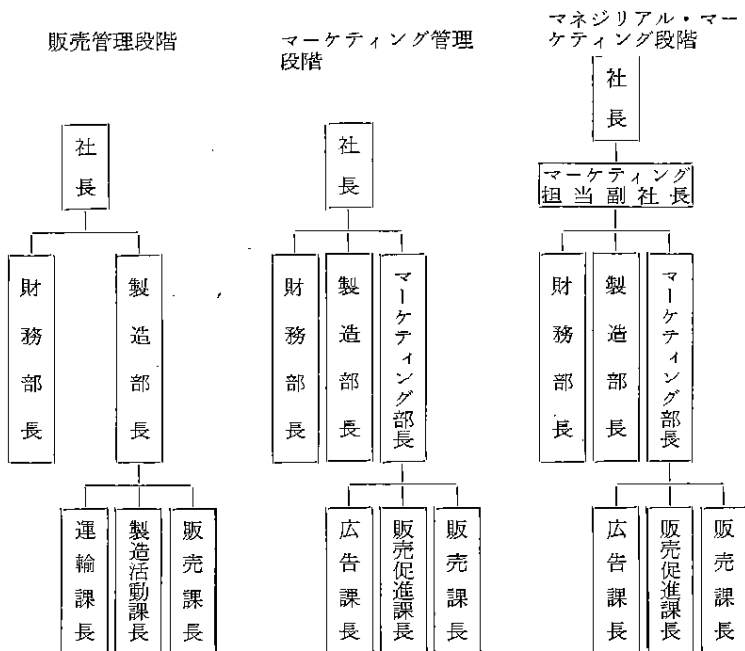 販売管理段階
マーケティング管理
段階
マネジリアル・マー
ケティング段階
社長
財務部長
製造部長
運輸課長
製造活動課長
販売課長
社長
財務部長
製造部長
マーケティング部長
広告課長
販売促進課長
販売課長
社長
マーケティング
担当副社長
財務部長
製造部長
マーケティング部長
広告課長
販売促進課長
販売課長